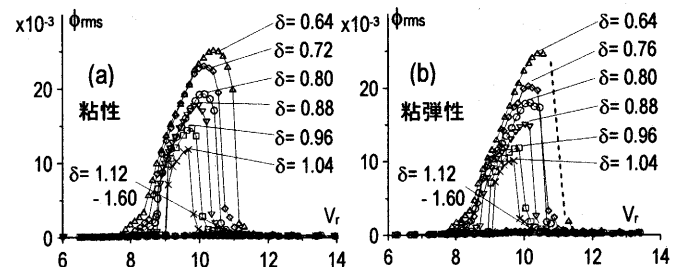 x10⁻³ ϕrms
(a)
粘性
δ= 0.64
δ= 0.72
δ= 0.80
δ= 0.88
δ= 0.96
δ= 1.04
δ= 1.12
- 1.60
Vr
20
10
0
6 8 10 12 14
x10⁻³ ϕrms
(b)
粘弾性
δ= 0.64
δ= 0.76
δ= 0.80
δ= 0.88
δ= 0.96
δ= 1.04
δ= 1.12
- 1.60
Vr
20
10
0
6 8 10 12 14